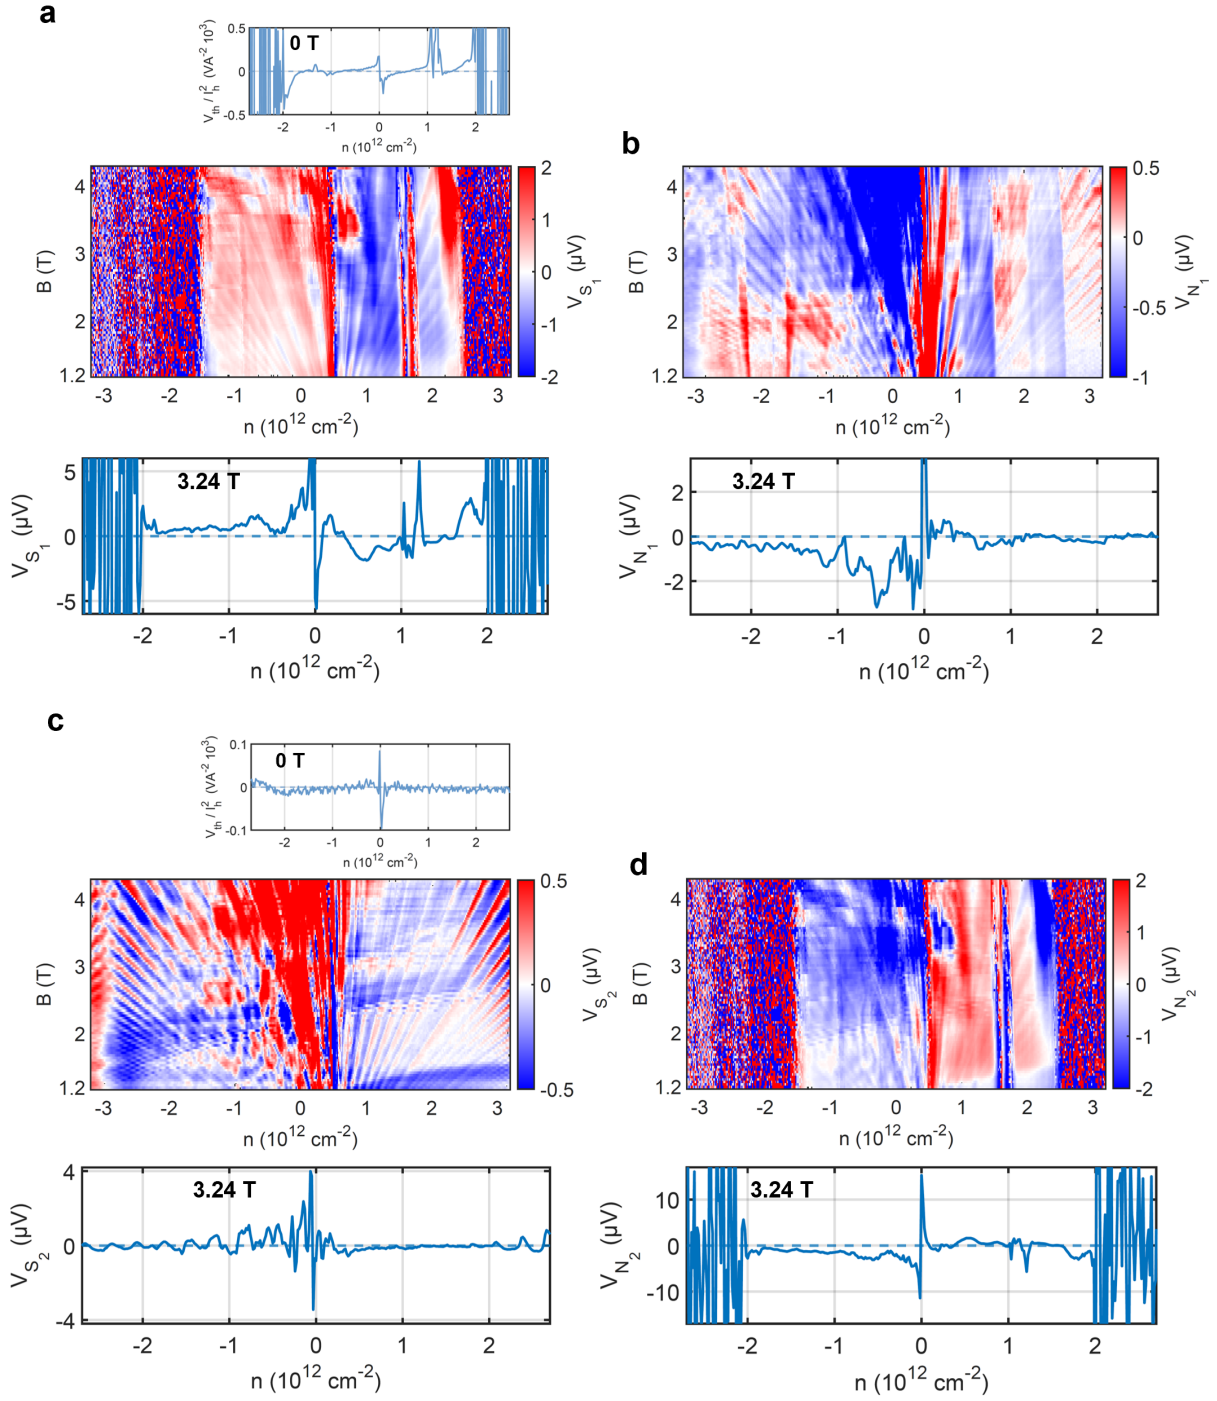 a
0 T
V_th / I_h^2 (VA^-2 10^3)
0.5
0
-0.5
-2 -1 0 1 2
n (10^12 cm^-2)
B (T)
4
3
2
1.2
-3 -2 -1 0 1 2 3
n (10^12 cm^-2)
2
1
0
-1
-2
V_S1 (µV)
3.24 T
V_S1 (µV)
5
0
-5
-2 -1 0 1 2
n (10^12 cm^-2)
b
B (T)
4
3
2
1.2
-3 -2 -1 0 1 2 3
n (10^12 cm^-2)
0.5
0
-0.5
-1
V_N1 (µV)
3.24 T
V_N1 (µV)
2
0
-2
-2 -1 0 1 2
n (10^12 cm^-2)
c
0 T
V_th / I_h^2 (VA^-2 10^3)
0.1
0
-0.1
-2 -1 0 1 2
n (10^12 cm^-2)
B (T)
4
3
2
1.2
-3 -2 -1 0 1 2 3
n (10^12 cm^-2)
0.5
0
-0.5
V_S2 (µV)
3.24 T
V_S2 (µV)
4
0
-4
-2 -1 0 1 2
n (10^12 cm^-2)
d
B (T)
4
3
2
1.2
-3 -2 -1 0 1 2 3
n (10^12 cm^-2)
2
1
0
-1
-2
V_N2 (µV)
3.24 T
V_N2 (µV)
10
0
-10
-2 -1 0 1 2
n (10^12 cm^-2)